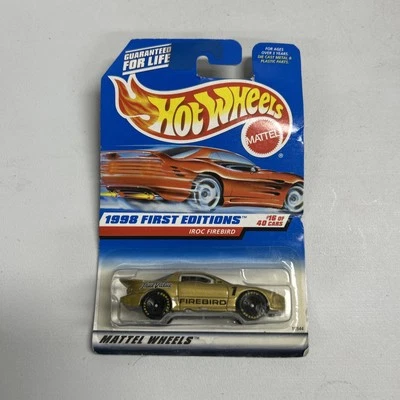 GUARANTEED
FOR LIFE
FOR AGES
OVER 3 YEARS
DIE CAST METAL &
PLASTIC PARTS
HOT WHEELS
MATTEL
1998 FIRST EDITIONS
#16 OF
40 CARS
IROC FIREBIRD
FIREBIRD
MATTEL WHEELS